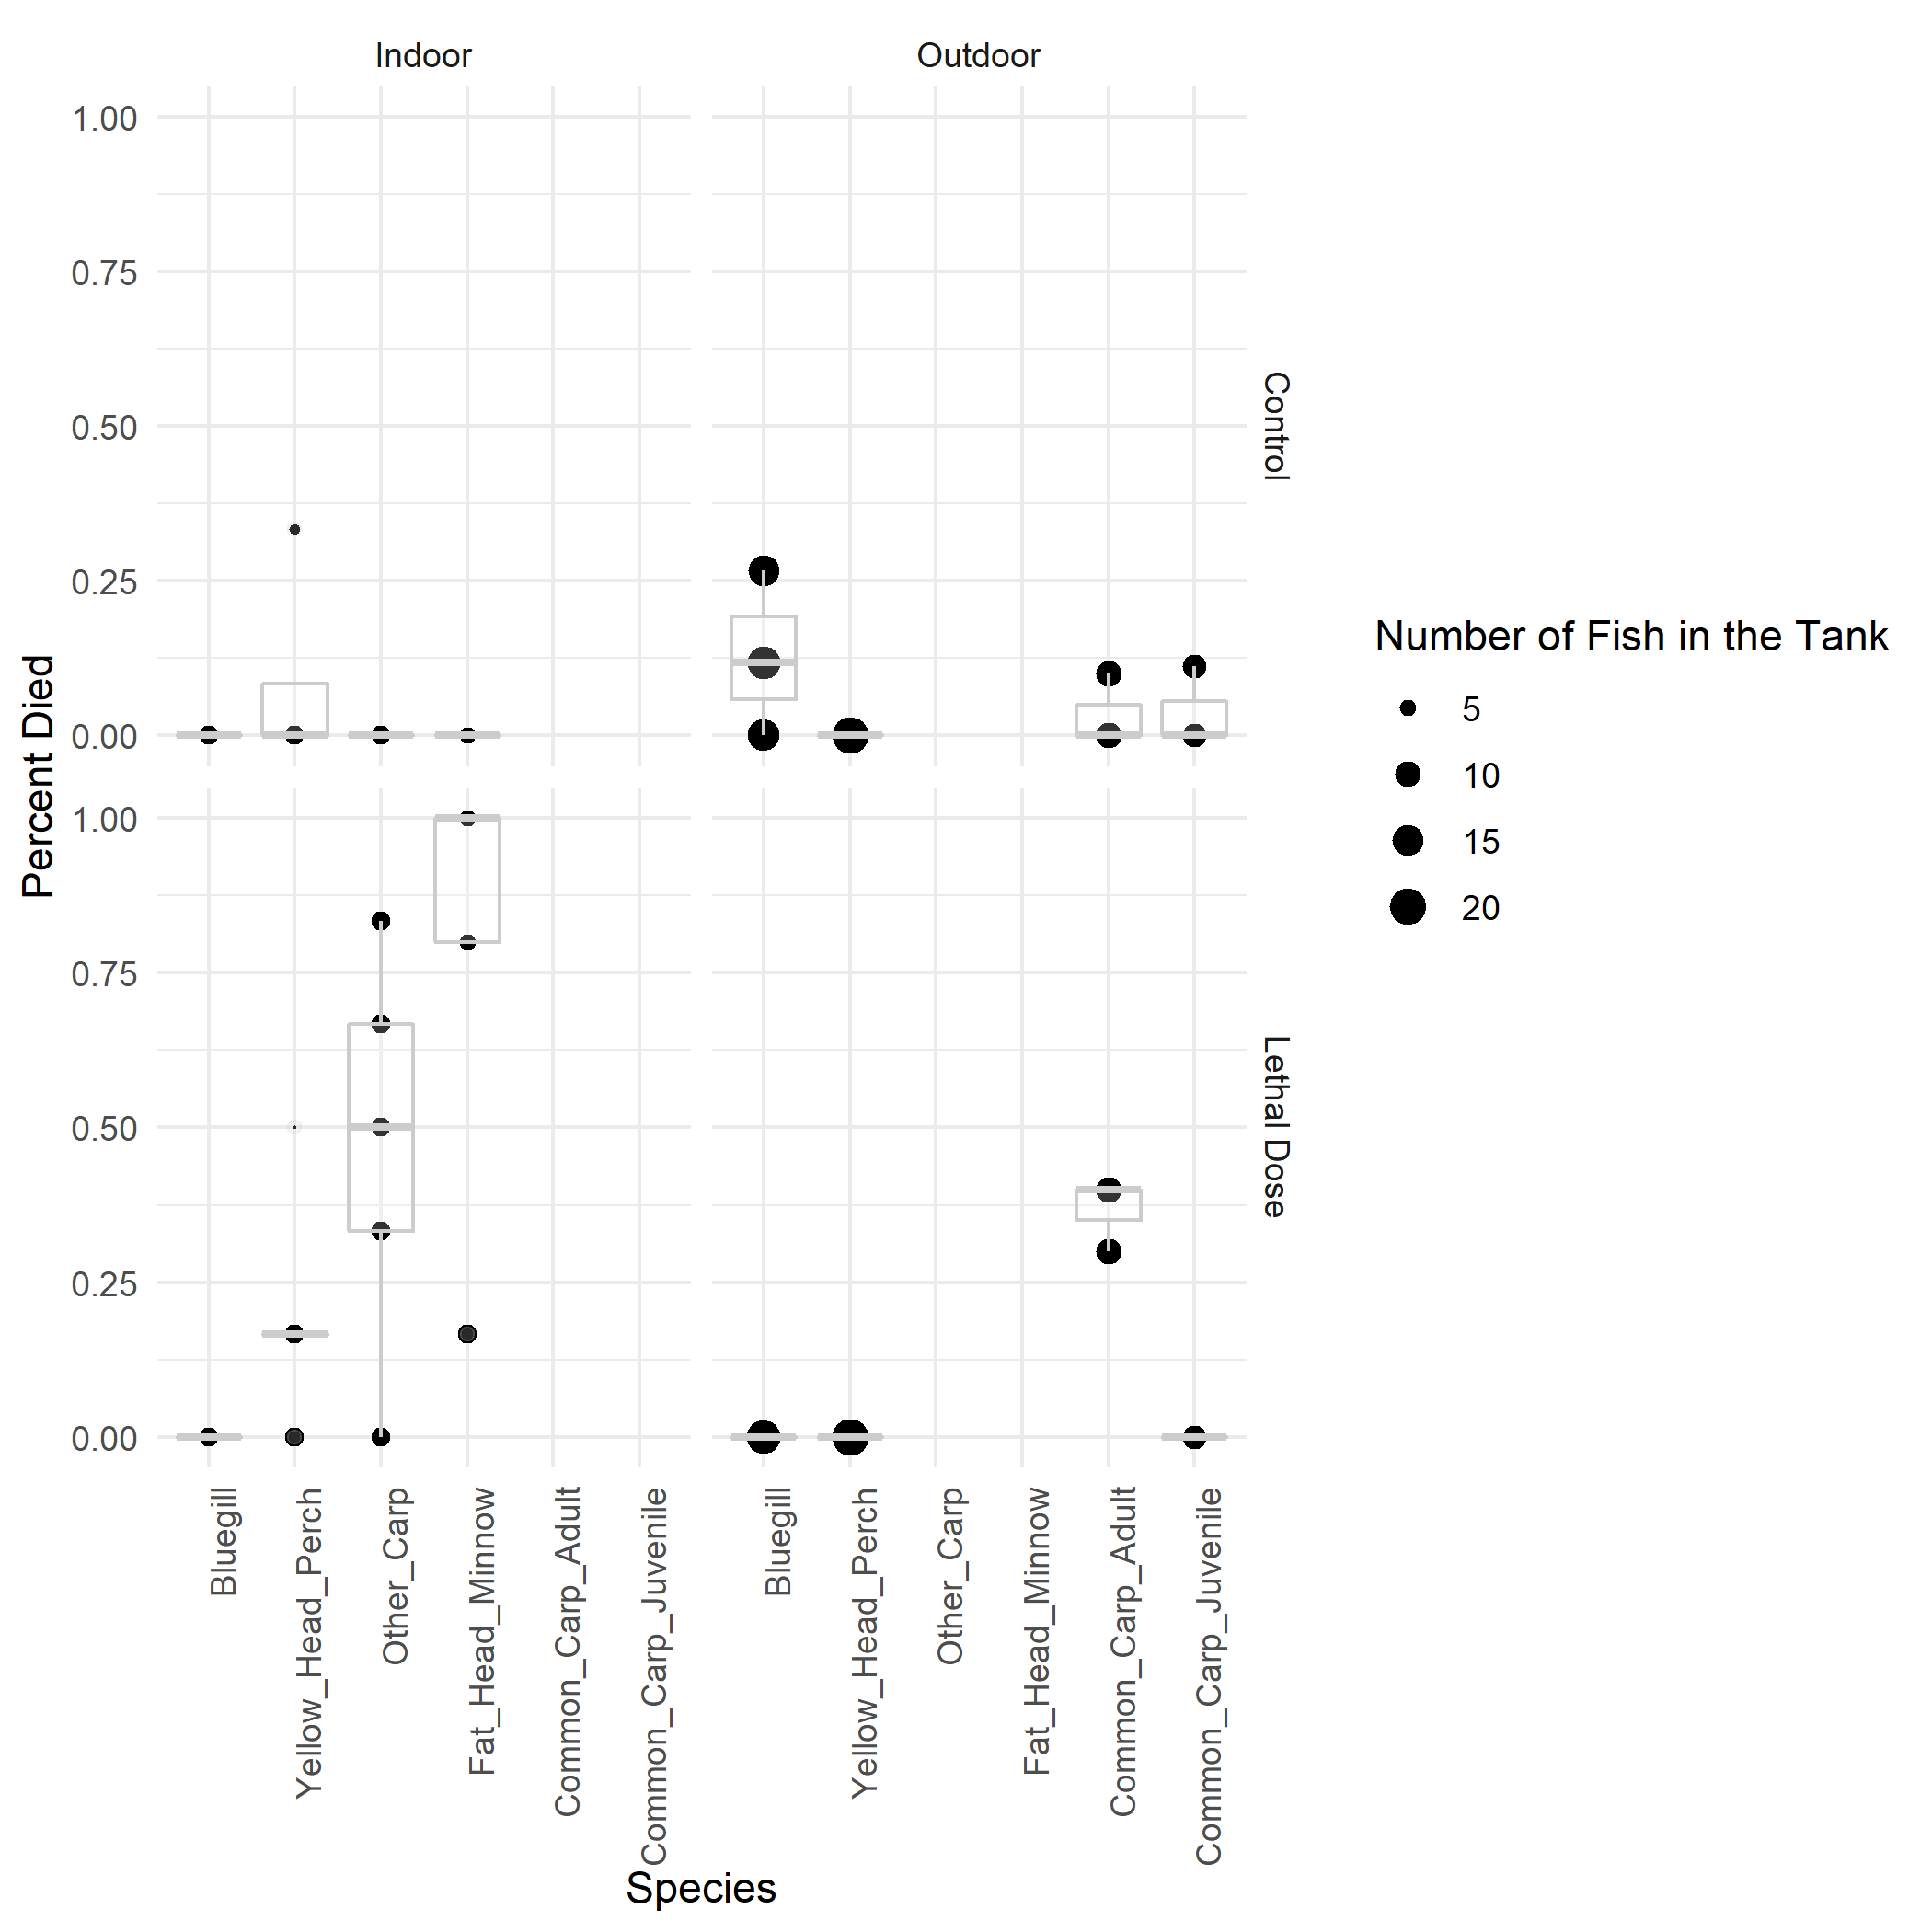 Indoor
Outdoor
1.00
0.75
0.50
0.25
0.00
Control
1.00
0.75
0.50
0.25
0.00
Lethal Dose
Percent Died
Bluegill
Yellow_Head_Perch
Other_Carp
Fat_Head_Minnow
Common_Carp_Adult
Common_Carp_Juvenile
Bluegill
Yellow_Head_Perch
Other_Carp
Fat_Head_Minnow
Common_Carp_Adult
Common_Carp_Juvenile
Species
Number of Fish in the Tank
5
10
15
20